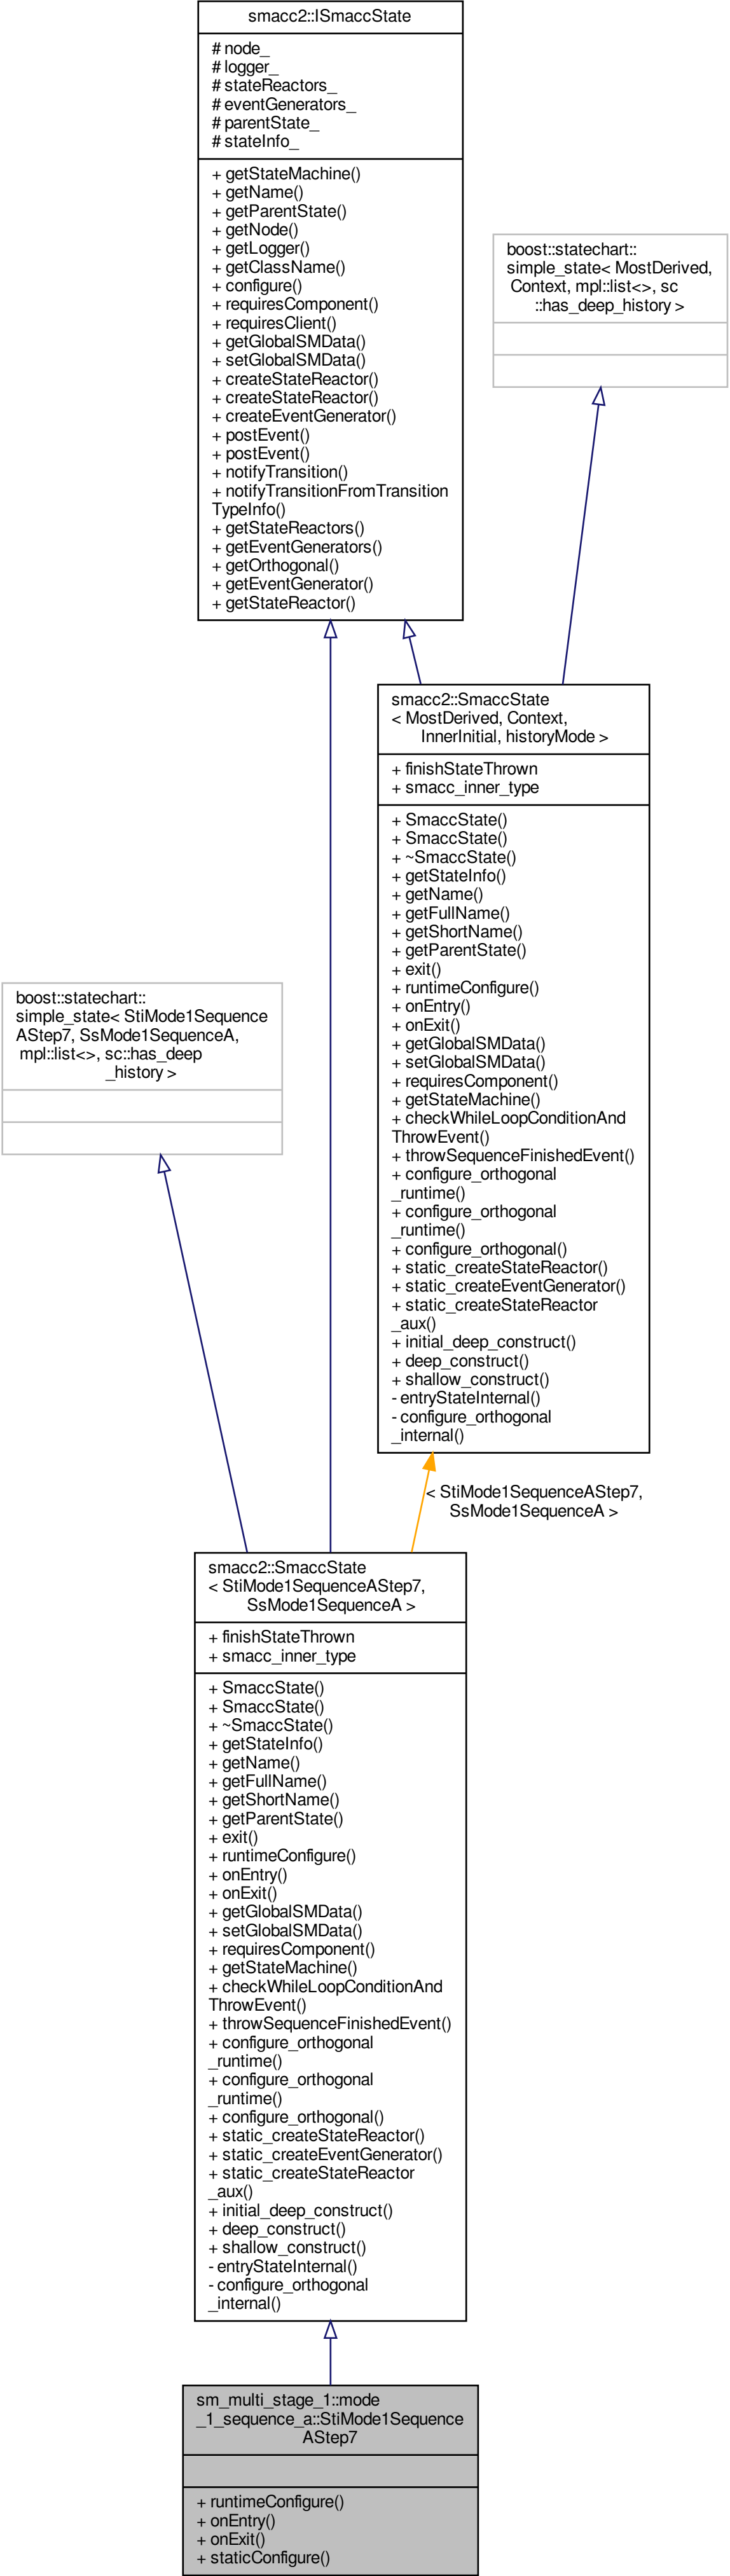 smacc2::ISmaccState
# node_
# logger_
# stateReactors_
# eventGenerators_
# parentState_
# stateInfo_
+ getStateMachine()
+ getName()
+ getParentState()
+ getNode()
+ getLogger()
+ getClassName()
+ configure()
+ requiresComponent()
+ requiresClient()
+ getGlobalSMData()
+ setGlobalSMData()
+ createStateReactor()
+ createStateReactor()
+ createEventGenerator()
+ postEvent()
+ postEvent()
+ notifyTransition()
+ notifyTransitionFromTransition
TypeInfo()
+ getStateReactors()
+ getEventGenerators()
+ getOrthogonal()
+ getEventGenerator()
+ getStateReactor()
boost::statechart::
simple_state< MostDerived,
Context, mpl::list<>, sc
::has_deep_history >
smacc2::SmaccState
< MostDerived, Context,
InnerInitial, historyMode >
+ finishStateThrown
+ smacc_inner_type
+ SmaccState()
+ SmaccState()
+ ~SmaccState()
+ getStateInfo()
+ getName()
+ getFullName()
+ getShortName()
+ getParentState()
+ exit()
+ runtimeConfigure()
+ onEntry()
+ onExit()
+ getGlobalSMData()
+ setGlobalSMData()
+ requiresComponent()
+ getStateMachine()
+ checkWhileLoopConditionAnd
ThrowEvent()
+ throwSequenceFinishedEvent()
+ configure_orthogonal
_runtime()
+ configure_orthogonal
_runtime()
+ configure_orthogonal()
+ static_createStateReactor()
+ static_createEventGenerator()
+ static_createStateReactor
_aux()
+ initial_deep_construct()
+ deep_construct()
+ shallow_construct()
- entryStateInternal()
- configure_orthogonal
_internal()
boost::statechart::
simple_state< StiMode1Sequence
AStep7, SsMode1SequenceA,
mpl::list<>, sc::has_deep
_history >
< StiMode1SequenceAStep7,
SsMode1SequenceA >
smacc2::SmaccState
< StiMode1SequenceAStep7,
SsMode1SequenceA >
+ finishStateThrown
+ smacc_inner_type
+ SmaccState()
+ SmaccState()
+ ~SmaccState()
+ getStateInfo()
+ getName()
+ getFullName()
+ getShortName()
+ getParentState()
+ exit()
+ runtimeConfigure()
+ onEntry()
+ onExit()
+ getGlobalSMData()
+ setGlobalSMData()
+ requiresComponent()
+ getStateMachine()
+ checkWhileLoopConditionAnd
ThrowEvent()
+ throwSequenceFinishedEvent()
+ configure_orthogonal
_runtime()
+ configure_orthogonal
_runtime()
+ configure_orthogonal()
+ static_createStateReactor()
+ static_createEventGenerator()
+ static_createStateReactor
_aux()
+ initial_deep_construct()
+ deep_construct()
+ shallow_construct()
- entryStateInternal()
- configure_orthogonal
_internal()
sm_multi_stage_1::mode
_1_sequence_a::StiMode1Sequence
AStep7
+ runtimeConfigure()
+ onEntry()
+ onExit()
+ staticConfigure()